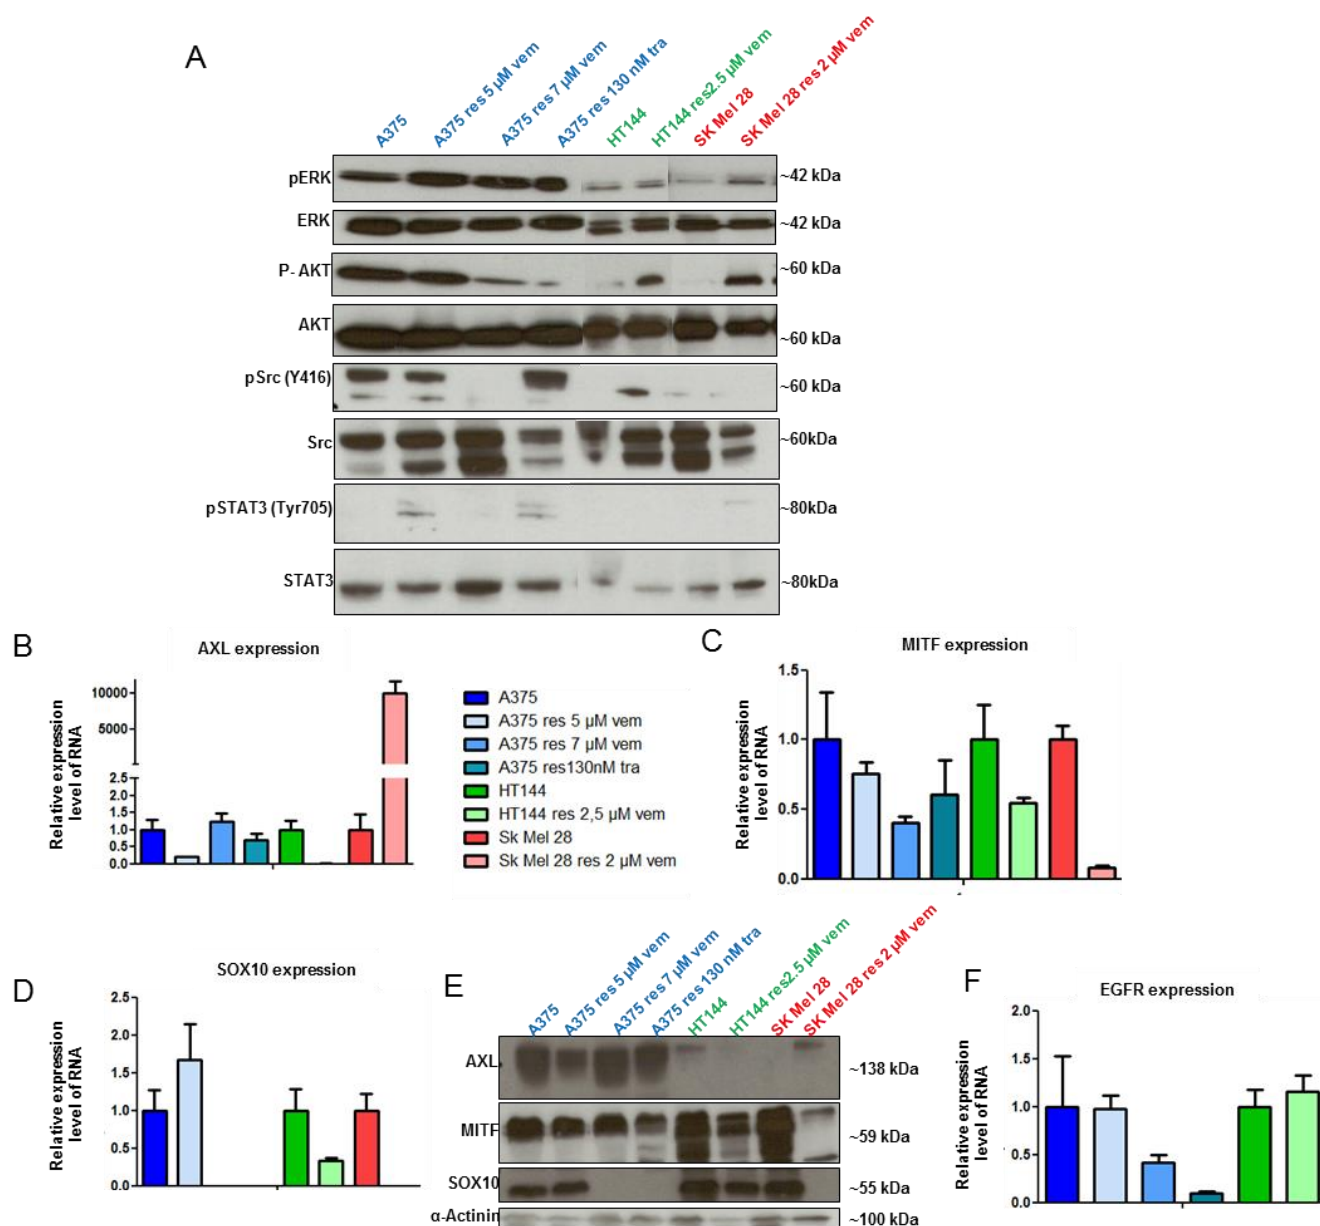 A
A375
A375 res 5 µM vem
A375 res 7 µM vem
A375 res 130 nM tra
HT144
HT144 res2.5 µM vem
SK Mel 28
SK Mel 28 res 2 µM vem
pERK
~42 kDa
ERK
~42 kDa
P- AKT
~60 kDa
AKT
~60 kDa
pSrc (Y416)
~60 kDa
Src
~60kDa
pSTAT3 (Tyr705)
~80kDa
STAT3
~80kDa
B
AXL expression
Relative expression
level of RNA
10000
5000
2.5
2.0
1.5
1.0
0.5
0.0
A375
A375 res 5 µM vem
A375 res 7 µM vem
A375 res130nM tra
HT144
HT144 res 2,5 µM vem
Sk Mel 28
Sk Mel 28 res 2 µM vem
C
MITF expression
Relative expression
level of RNA
1.5
1.0
0.5
0.0
D
SOX10 expression
Relative expression
level of RNA
2.5
2.0
1.5
1.0
0.5
0.0
E
A375
A375 res 5 µM vem
A375 res 7 µM vem
A375 res 130 nM tra
HT144
HT144 res2.5 µM vem
SK Mel 28
SK Mel 28 res 2 µM vem
AXL
~138 kDa
MITF
~59 kDa
SOX10
~55 kDa
α-Actinin
~100 kDa
F
EGFR expression
Relative expression
level of RNA
2.0
1.5
1.0
0.5
0.0